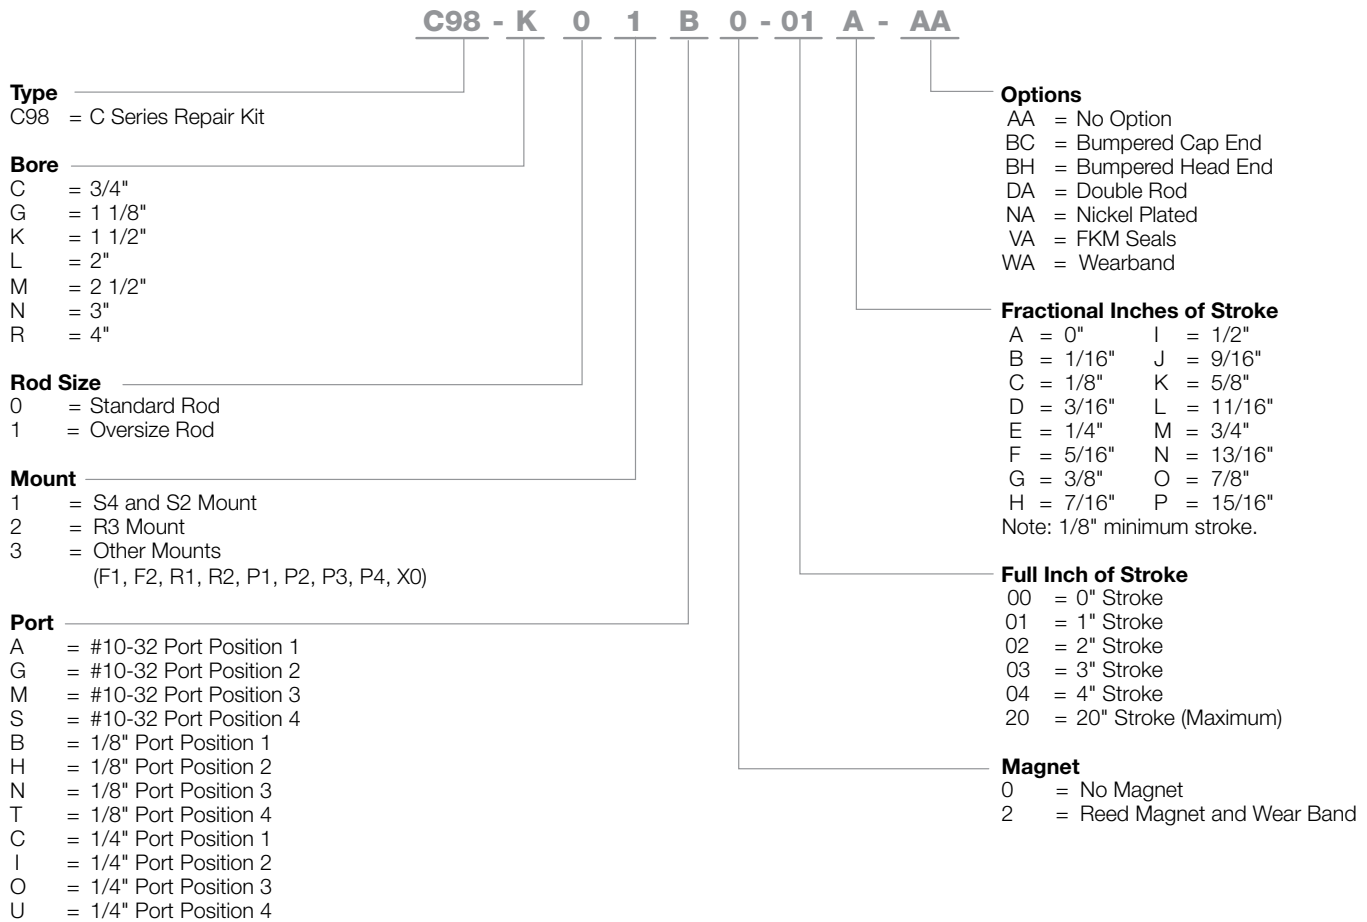 C98 - K 0 1 B 0 - 01 A - AA
Type
C98 = C Series Repair Kit
Bore
C = 3/4"
G = 1 1/8"
K = 1 1/2"
L = 2"
M = 2 1/2"
N = 3"
R = 4"
Rod Size
0 = Standard Rod
1 = Oversize Rod
Mount
1 = S4 and S2 Mount
2 = R3 Mount
3 = Other Mounts
(F1, F2, R1, R2, P1, P2, P3, P4, X0)
Port
A = #10-32 Port Position 1
G = #10-32 Port Position 2
M = #10-32 Port Position 3
S = #10-32 Port Position 4
B = 1/8" Port Position 1
H = 1/8" Port Position 2
N = 1/8" Port Position 3
T = 1/8" Port Position 4
C = 1/4" Port Position 1
I = 1/4" Port Position 2
O = 1/4" Port Position 3
U = 1/4" Port Position 4
Options
AA = No Option
BC = Bumpered Cap End
BH = Bumpered Head End
DA = Double Rod
NA = Nickel Plated
VA = FKM Seals
WA = Wearband
Fractional Inches of Stroke
A = 0" I = 1/2"
B = 1/16" J = 9/16"
C = 1/8" K = 5/8"
D = 3/16" L = 11/16"
E = 1/4" M = 3/4"
F = 5/16" N = 13/16"
G = 3/8" O = 7/8"
H = 7/16" P = 15/16"
Note: 1/8" minimum stroke.
Full Inch of Stroke
00 = 0" Stroke
01 = 1" Stroke
02 = 2" Stroke
03 = 3" Stroke
04 = 4" Stroke
20 = 20" Stroke (Maximum)
Magnet
0 = No Magnet
2 = Reed Magnet and Wear Band